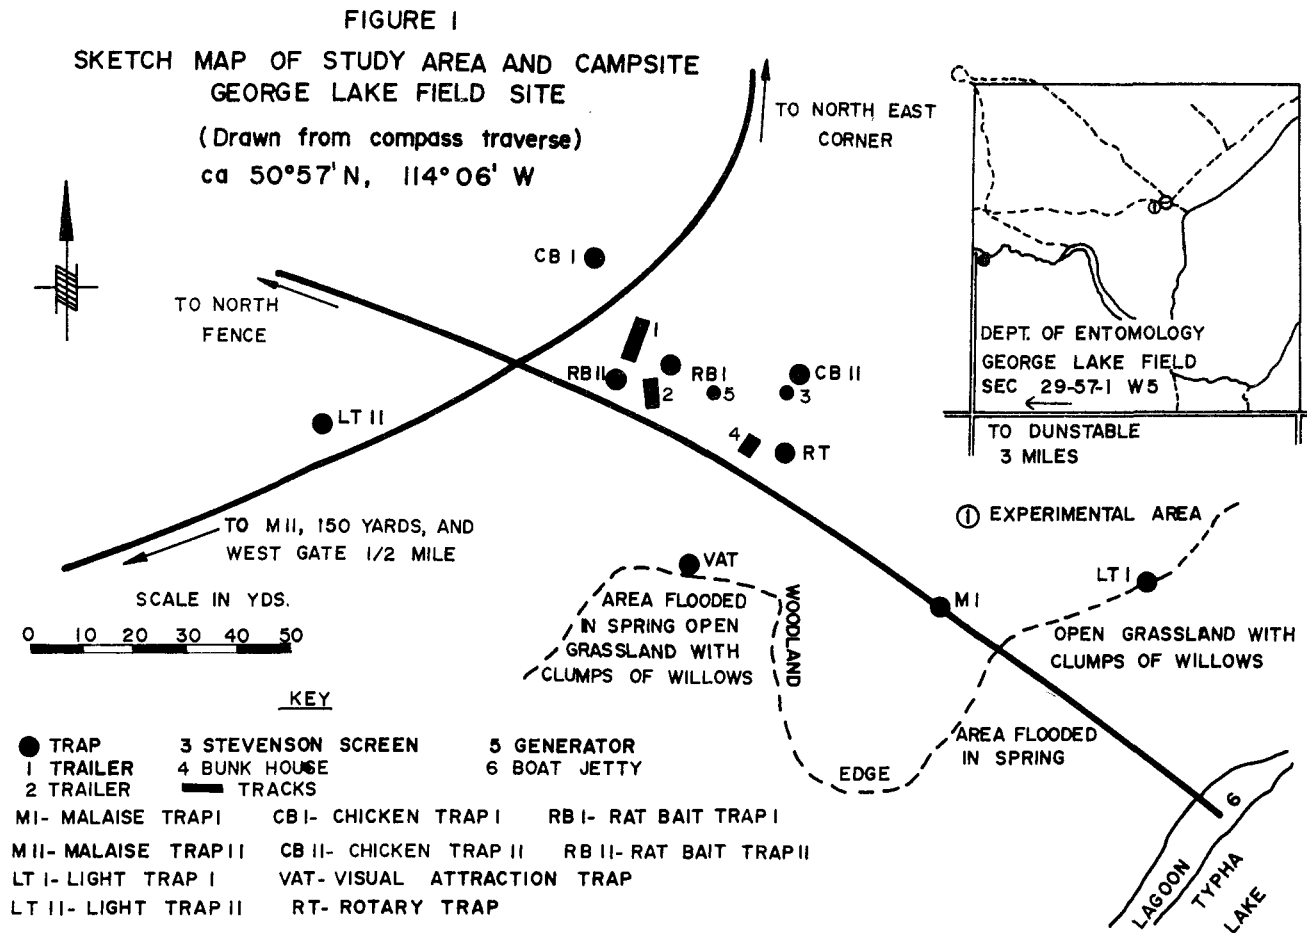 FIGURE I
SKETCH MAP OF STUDY AREA AND CAMPSITE
GEORGE LAKE FIELD SITE
(Drawn from compass traverse)
ca 50°57' N, 114° 06' W
TO NORTH EAST
CORNER
CB I
TO NORTH
FENCE
1
RB II
2
RB I
5
CB II
3
LT II
4
RT
DEPT. OF ENTOMOLOGY
GEORGE LAKE FIELD
SEC 29-57-1 W5
TO DUNSTABLE
3 MILES
1
1 EXPERIMENTAL AREA
TO M II, 150 YARDS, AND
WEST GATE 1/2 MILE
VAT
LT I
M I
SCALE IN YDS.
0 10 20 30 40 50
AREA FLOODED
IN SPRING OPEN
GRASSLAND WITH
CLUMPS OF WILLOWS
WOODLAND
EDGE
OPEN GRASSLAND WITH
CLUMPS OF WILLOWS
AREA FLOODED
IN SPRING
6
LAGOON
TYPHA
LAKE
KEY
TRAP 3 STEVENSON SCREEN 5 GENERATOR
1 TRAILER 4 BUNK HOUSE 6 BOAT JETTY
2 TRAILER TRACKS
M I- MALAISE TRAP I CB I- CHICKEN TRAP I RB I- RAT BAIT TRAP I
M II- MALAISE TRAP II CB II- CHICKEN TRAP II RB II- RAT BAIT TRAP II
LT I- LIGHT TRAP I VAT- VISUAL ATTRACTION TRAP
LT II- LIGHT TRAP II RT- ROTARY TRAP